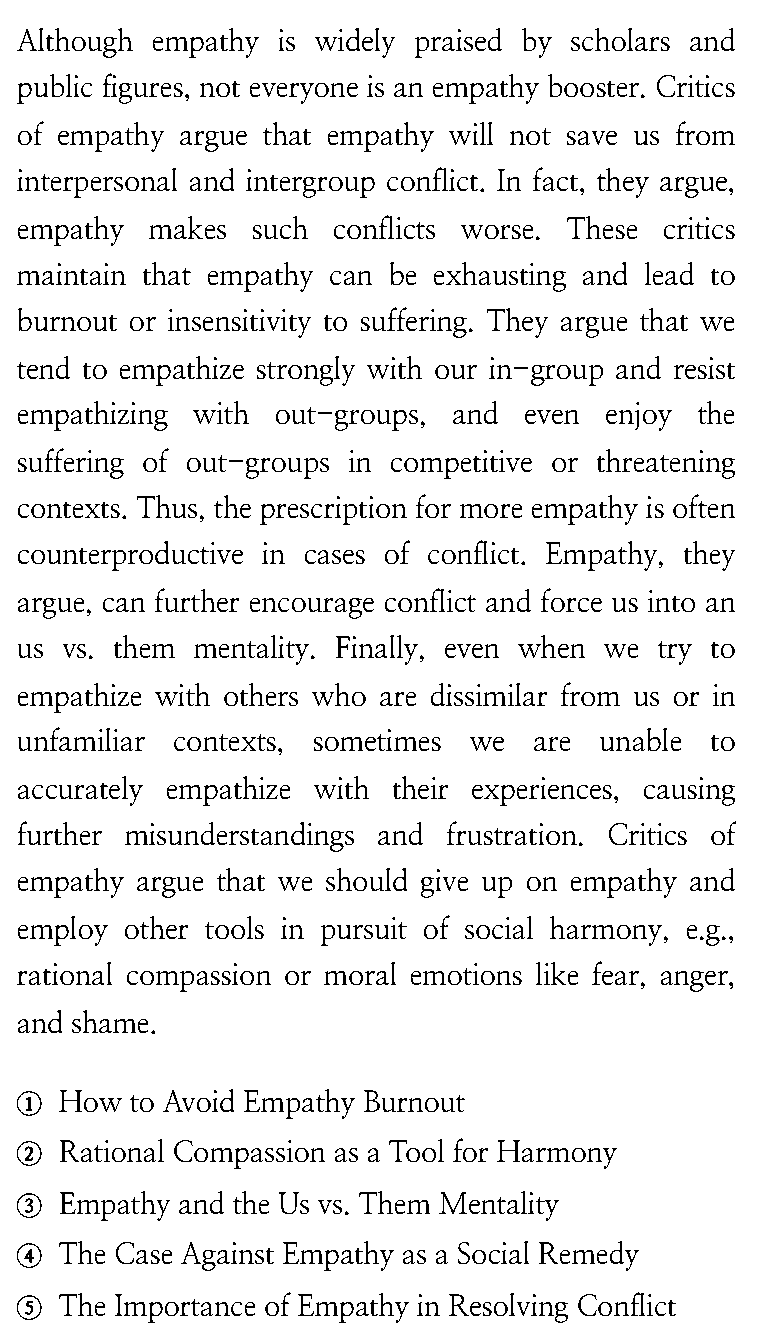 Although empathy is widely praised by scholars and
public figures, not everyone is an empathy booster. Critics
of empathy argue that empathy will not save us from
interpersonal and intergroup conflict. In fact, they argue,
empathy makes such conflicts worse. These critics
maintain that empathy can be exhausting and lead to
burnout or insensitivity to suffering. They argue that we
tend to empathize strongly with our in-group and resist
empathizing with out-groups, and even enjoy the
suffering of out-groups in competitive or threatening
contexts. Thus, the prescription for more empathy is often
counterproductive in cases of conflict. Empathy, they
argue, can further encourage conflict and force us into an
us vs. them mentality. Finally, even when we try to
empathize with others who are dissimilar from us or in
unfamiliar contexts, sometimes we are unable to
accurately empathize with their experiences, causing
further misunderstandings and frustration. Critics of
empathy argue that we should give up on empathy and
employ other tools in pursuit of social harmony, e.g.,
rational compassion or moral emotions like fear, anger,
and shame.
① How to Avoid Empathy Burnout
② Rational Compassion as a Tool for Harmony
③ Empathy and the Us vs. Them Mentality
④ The Case Against Empathy as a Social Remedy
⑤ The Importance of Empathy in Resolving Conflict